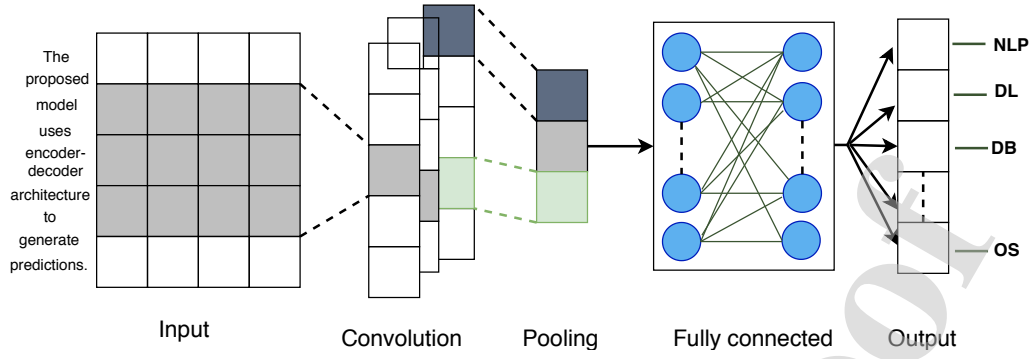 The
proposed
model
uses
encoder-
decoder
architecture
to
generate
predictions.
NLP
DL
DB
OS
Input
Convolution
Pooling
Fully connected
Output
oof